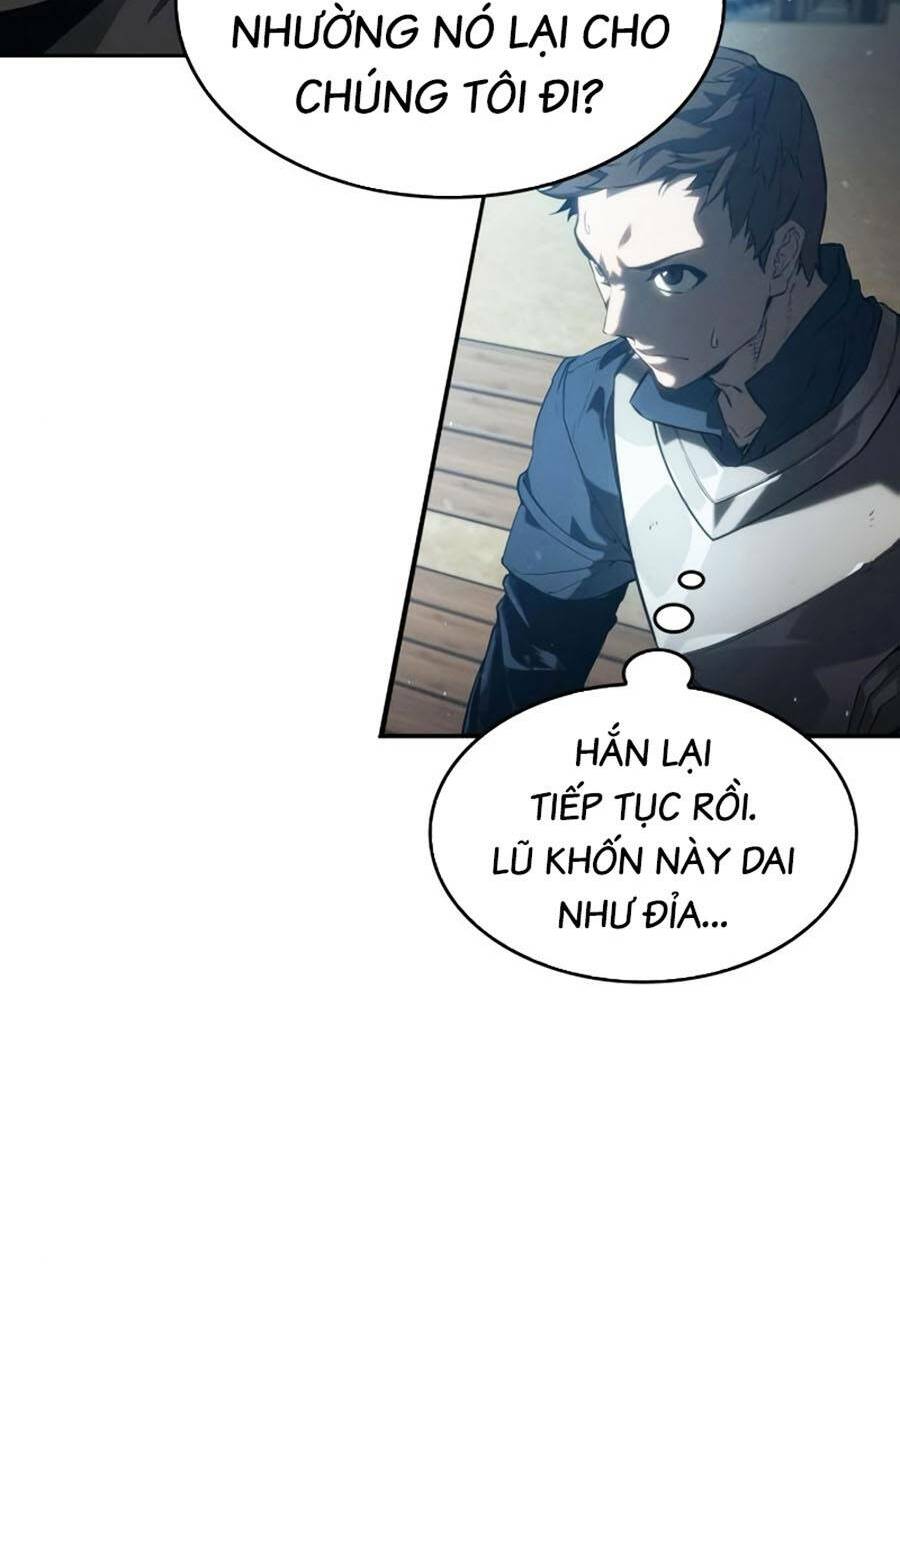 NHƯỜNG NÓ LẠI CHO
CHÚNG TÔI ĐI?
HẮN LẠI
TIẾP TỤC RỒI.
LŨ KHỐN NÀY DAI
NHƯ ĐỈA...